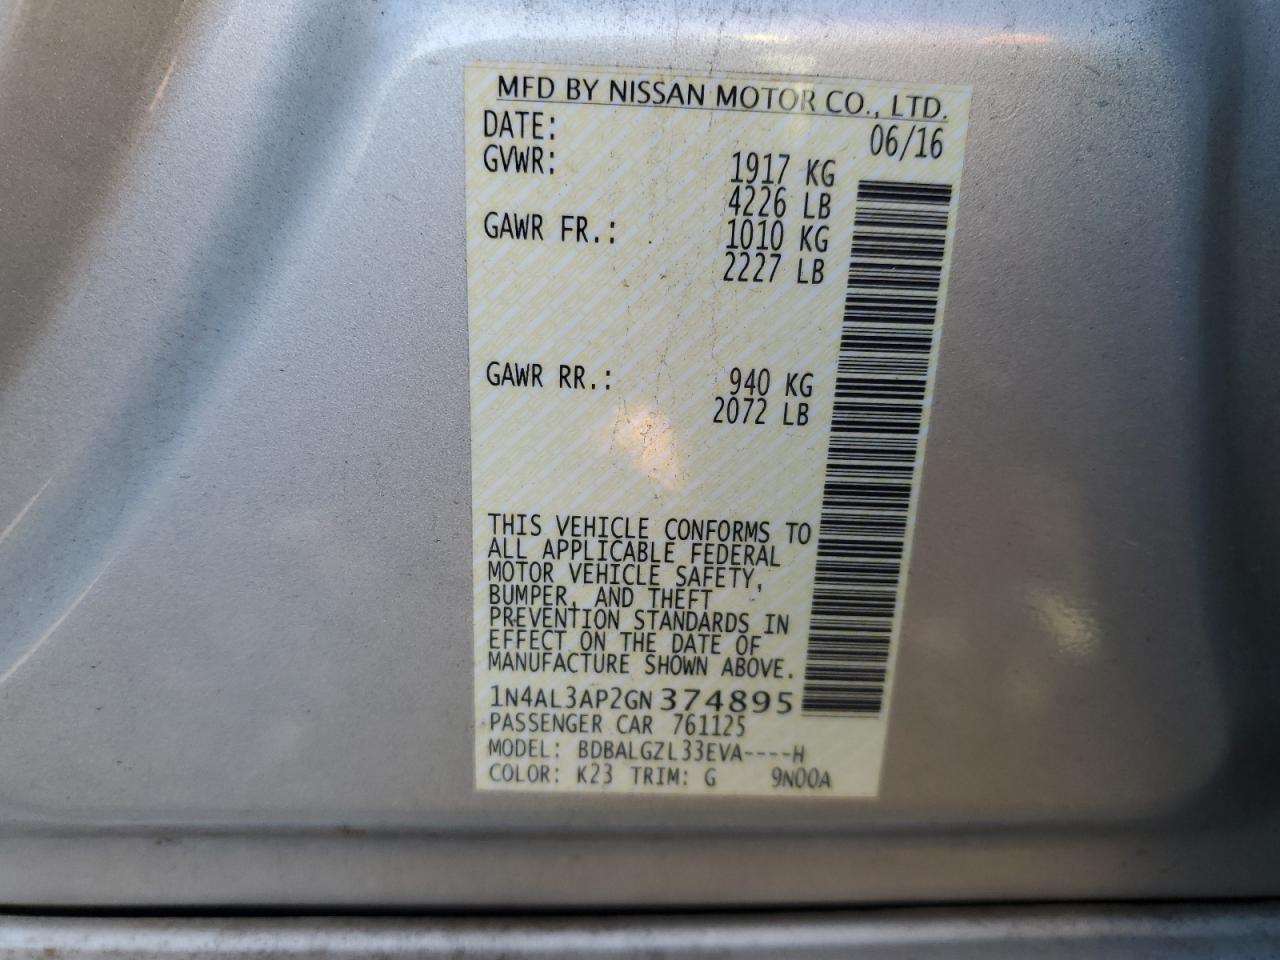 MFD BY NISSAN MOTOR CO., LTD.
DATE: 06/16
GVWR: 1917 KG
4226 LB
GAWR FR.: 1010 KG
2227 LB
GAWR RR.: 940 KG
2072 LB
THIS VEHICLE CONFORMS TO
ALL APPLICABLE FEDERAL
MOTOR VEHICLE SAFETY,
BUMPER, AND THEFT
PREVENTION STANDARDS IN
EFFECT ON THE DATE OF
MANUFACTURE SHOWN ABOVE.
1N4AL3AP2GN374895
PASSENGER CAR 761125
MODEL: BDBALGZL33EVA----H
COLOR: K23 TRIM: G 9N00A